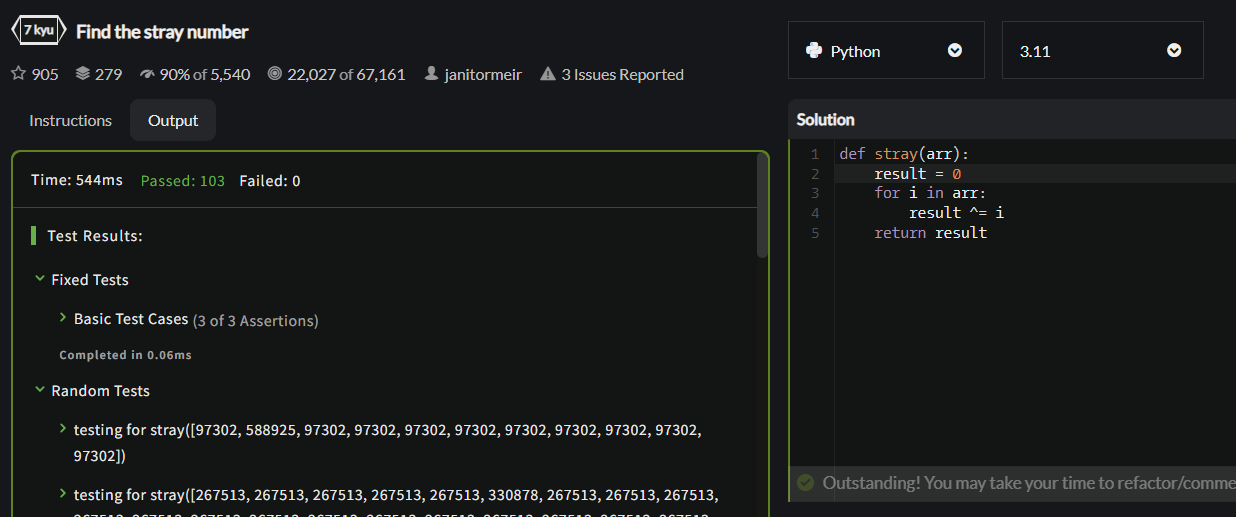 7 kyu Find the stray number
905 279 90% of 5,540 22,027 of 67,161 janitormeir 3 Issues Reported
Python
3.11
Instructions Output
Time: 544ms Passed: 103 Failed: 0
Test Results:
Fixed Tests
Basic Test Cases (3 of 3 Assertions)
Completed in 0.06ms
Random Tests
testing for stray([97302, 588925, 97302, 97302, 97302, 97302, 97302, 97302, 97302, 97302,
97302])
testing for stray([267513, 267513, 267513, 267513, 267513, 330878, 267513, 267513, 267513,
Solution
1 def stray(arr):
2 result = 0
3 for i in arr:
4 result ^= i
5 return result
Outstanding! You may take your time to refactor/comme